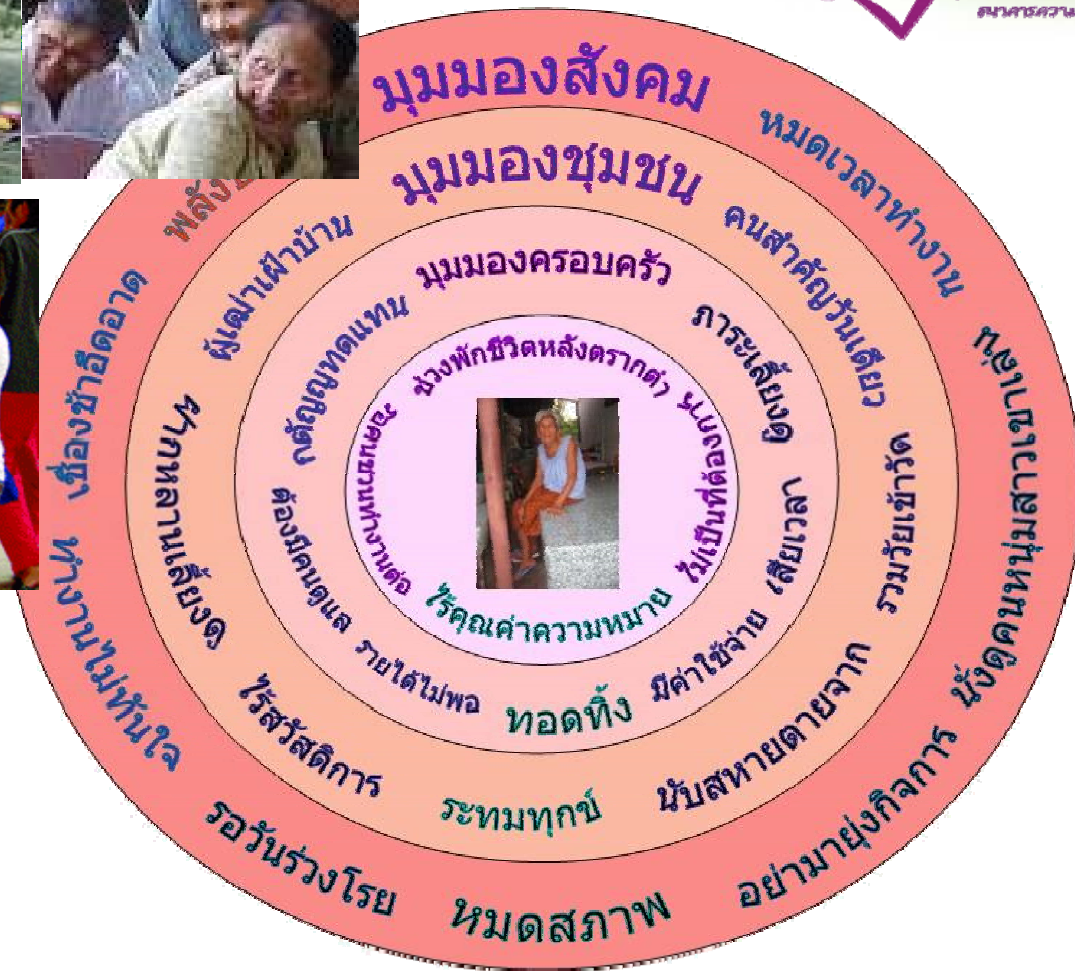 มุมมองสังคม
หมดเวลาทำงาน
นั่งดูคนหนุ่มสาวเขาเล่น
อย่ามายุ่งกิจการ
หมดสภาพ
รอวันร่วงโรย
ทำงานไม่ทันใจ
เชื่องช้าอืดอาด
มุมมองชุมชน
คนสำคัญวันเดียว
รวมวัยเข้าวัด
นับสหายตายจาก
ระทมทุกข์
ไร้สวัสดิการ
ฝากหลานเลี้ยงดู
ผู้เฒ่าเฝ้าบ้าน
มุมมองครอบครัว
ภาระเลี้ยงดู
เสียเวลา
มีค่าใช้จ่าย
ทอดทิ้ง
รายได้ไม่พอ
ต้องมีคนดูแล
กตัญญูทดแทน
ช่วงพักชีวิตหลังตรากตำ
ไม่เป็นที่ต้องการ
ไร้คุณค่าความหมาย